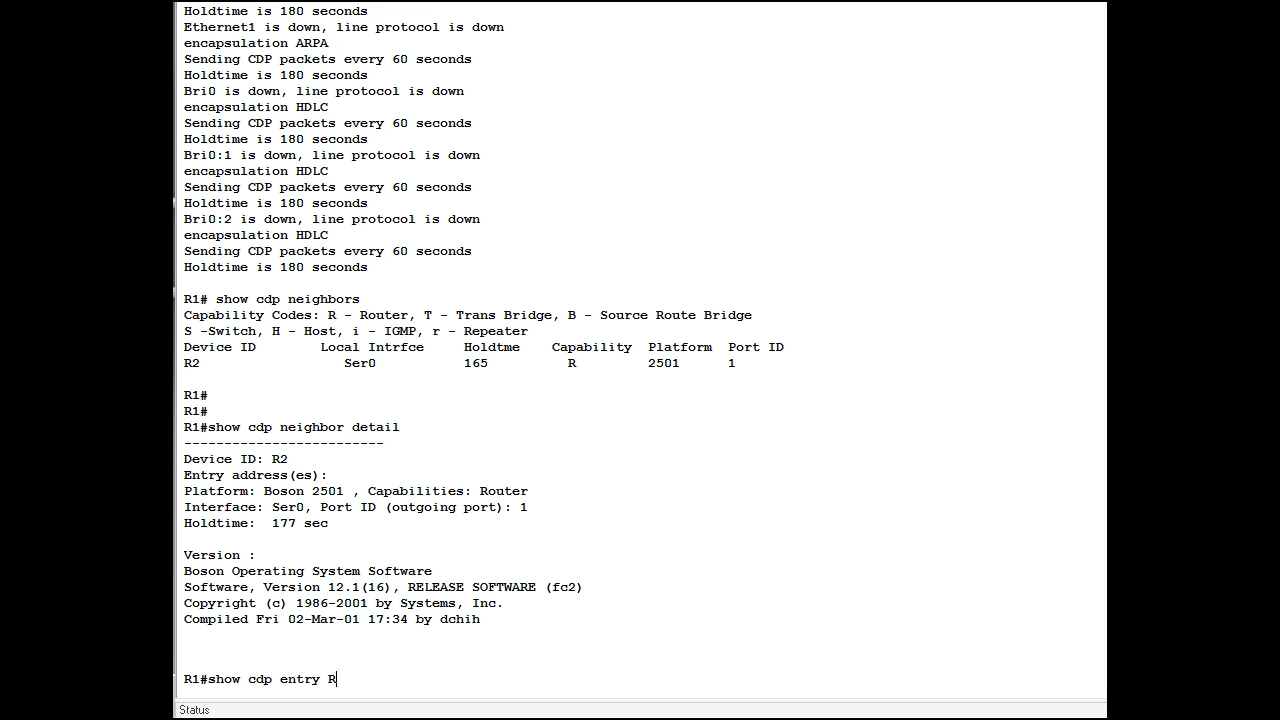 Holdtime is 180 seconds
Ethernet1 is down, line protocol is down
encapsulation ARPA
Sending CDP packets every 60 seconds
Holdtime is 180 seconds
Bri0 is down, line protocol is down
encapsulation HDLC
Sending CDP packets every 60 seconds
Holdtime is 180 seconds
Bri0:1 is down, line protocol is down
encapsulation HDLC
Sending CDP packets every 60 seconds
Holdtime is 180 seconds
Bri0:2 is down, line protocol is down
encapsulation HDLC
Sending CDP packets every 60 seconds
Holdtime is 180 seconds
R1# show cdp neighbors
Capability Codes: R - Router, T - Trans Bridge, B - Source Route Bridge
S -Switch, H - Host, i - IGMP, r - Repeater
Device ID        Local Intrfce     Holdtme    Capability  Platform  Port ID
R2                  Ser0           165          R         2501      1
R1#
R1#
R1#show cdp neighbor detail
-------------------------
Device ID: R2
Entry address(es):
Platform: Boson 2501 , Capabilities: Router
Interface: Ser0, Port ID (outgoing port): 1
Holdtime:  177 sec
Version :
Boson Operating System Software
Software, Version 12.1(16), RELEASE SOFTWARE (fc2)
Copyright (c) 1986-2001 by Systems, Inc.
Compiled Fri 02-Mar-01 17:34 by dchih
R1#show cdp entry R
Status